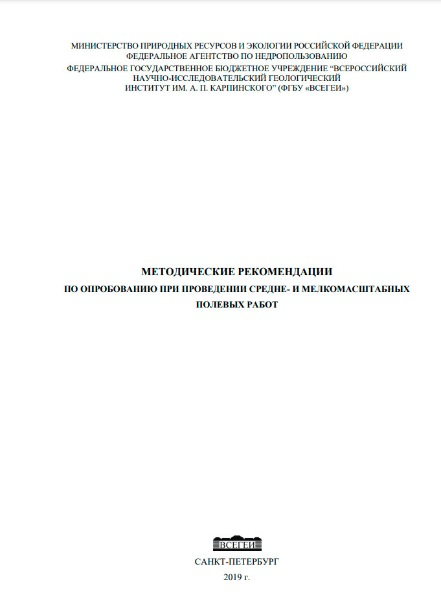 МИНИСТЕРСТВО ПРИРОДНЫХ РЕСУРСОВ И ЭКОЛОГИИ РОССИЙСКОЙ ФЕДЕРАЦИИ
ФЕДЕРАЛЬНОЕ АГЕНТСТВО ПО НЕДРОПОЛЬЗОВАНИЮ
ФЕДЕРАЛЬНОЕ ГОСУДАРСТВЕННОЕ БЮДЖЕТНОЕ УЧРЕЖДЕНИЕ "ВСЕРОССИЙСКИЙ
НАУЧНО-ИССЛЕДОВАТЕЛЬСКИЙ ГЕОЛОГИЧЕСКИЙ
ИНСТИТУТ ИМ. А. П. КАРПИНСКОГО" (ФГБУ «ВСЕГЕИ»)
МЕТОДИЧЕСКИЕ РЕКОМЕНДАЦИИ
ПО ОПРОБОВАНИЮ ПРИ ПРОВЕДЕНИИ СРЕДНЕ- И МЕЛКОМАСШТАБНЫХ
ПОЛЕВЫХ РАБОТ
ВСЕГЕИ
САНКТ-ПЕТЕРБУРГ
2019 г.